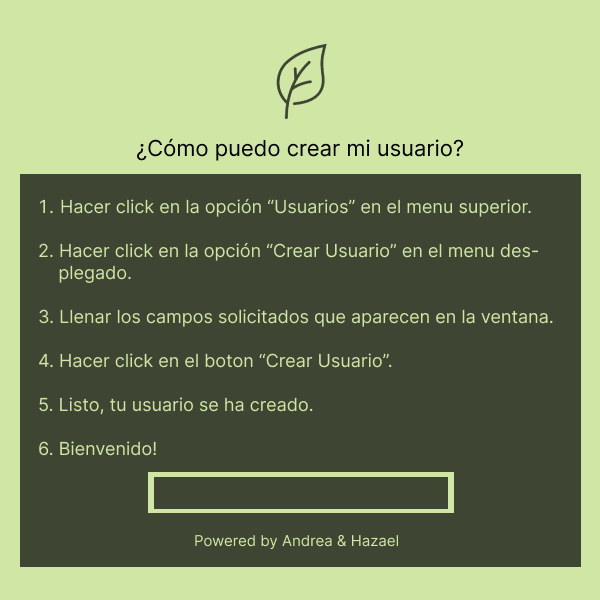 ¿Cómo puedo crear mi usuario?
1. Hacer click en la opción “Usuarios” en el menu superior.
2. Hacer click en la opción “Crear Usuario” en el menu des-
plegado.
3. Llenar los campos solicitados que aparecen en la ventana.
4. Hacer click en el boton “Crear Usuario”.
5. Listo, tu usuario se ha creado.
6. Bienvenido!
Powered by Andrea & Hazael